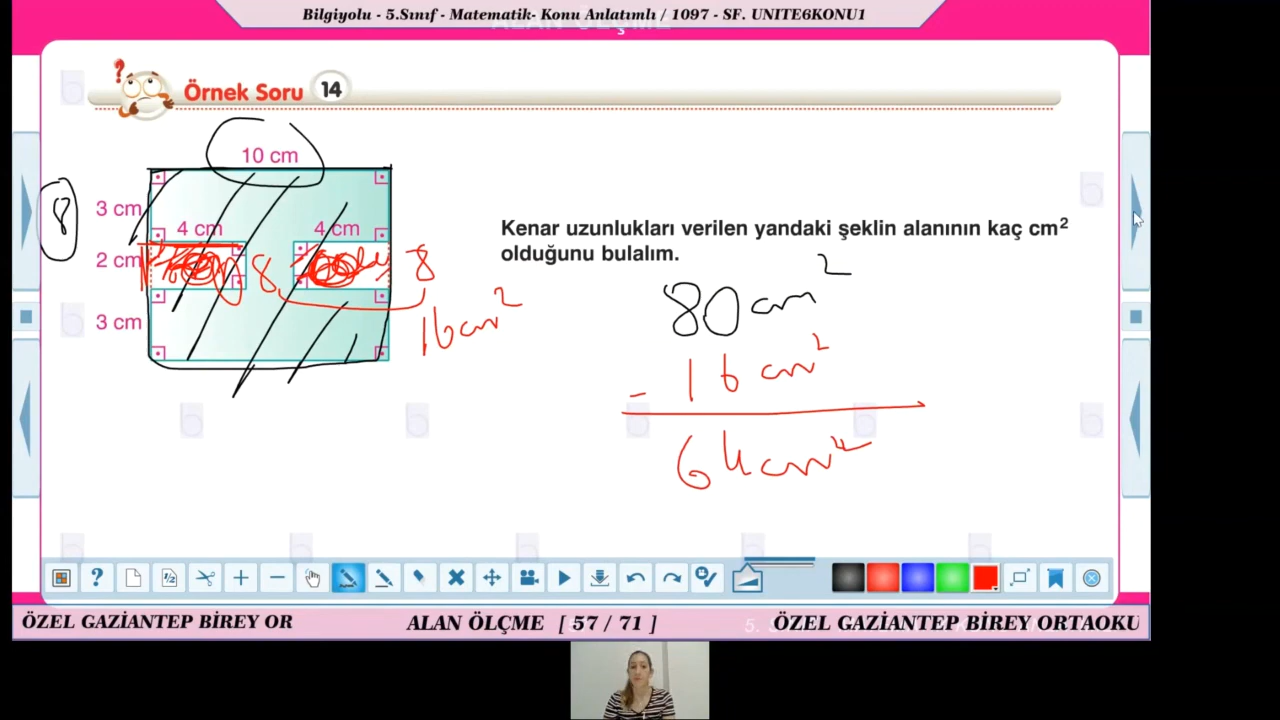 Bilgiyolu - 5.Sınıf - Matematik- Konu Anlatımlı / 1097 - SF. UNITE6KONU1
Örnek Soru 14
10 cm
8
3 cm
4 cm
4 cm
2 cm
8
8
3 cm
16 cm²
Kenar uzunlukları verilen yandaki şeklin alanının kaç cm²
olduğunu bulalım.
80 cm²
- 16 cm²
64 cm²
ÖZEL GAZİANTEP BİREY OR
ALAN ÖLÇME [ 57 / 71 ]
ÖZEL GAZİANTEP BİREY ORTAOKU